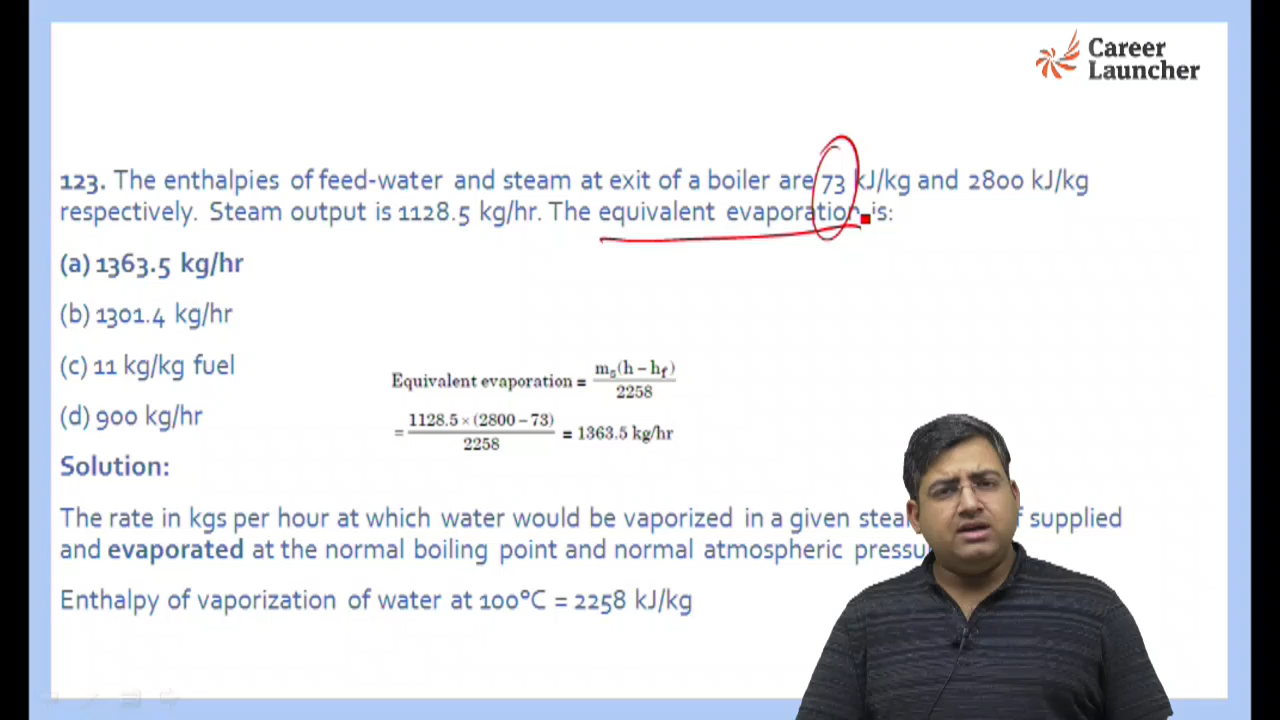 Career
Launcher
123. The enthalpies of feed-water and steam at exit of a boiler are 73 kJ/kg and 2800 kJ/kg
respectively. Steam output is 1128.5 kg/hr. The equivalent evaporation is:
(a) 1363.5 kg/hr
(b) 1301.4 kg/hr
(c) 11 kg/kg fuel
(d) 900 kg/hr
Equivalent evaporation = mₛ(h – h_f) / 2258
= 1128.5 × (2800 – 73) / 2258 = 1363.5 kg/hr
Solution:
The rate in kgs per hour at which water would be vaporized in a given supplied
and evaporated at the normal boiling point and normal atmospheric
Enthalpy of vaporization of water at 100°C = 2258 kJ/kg